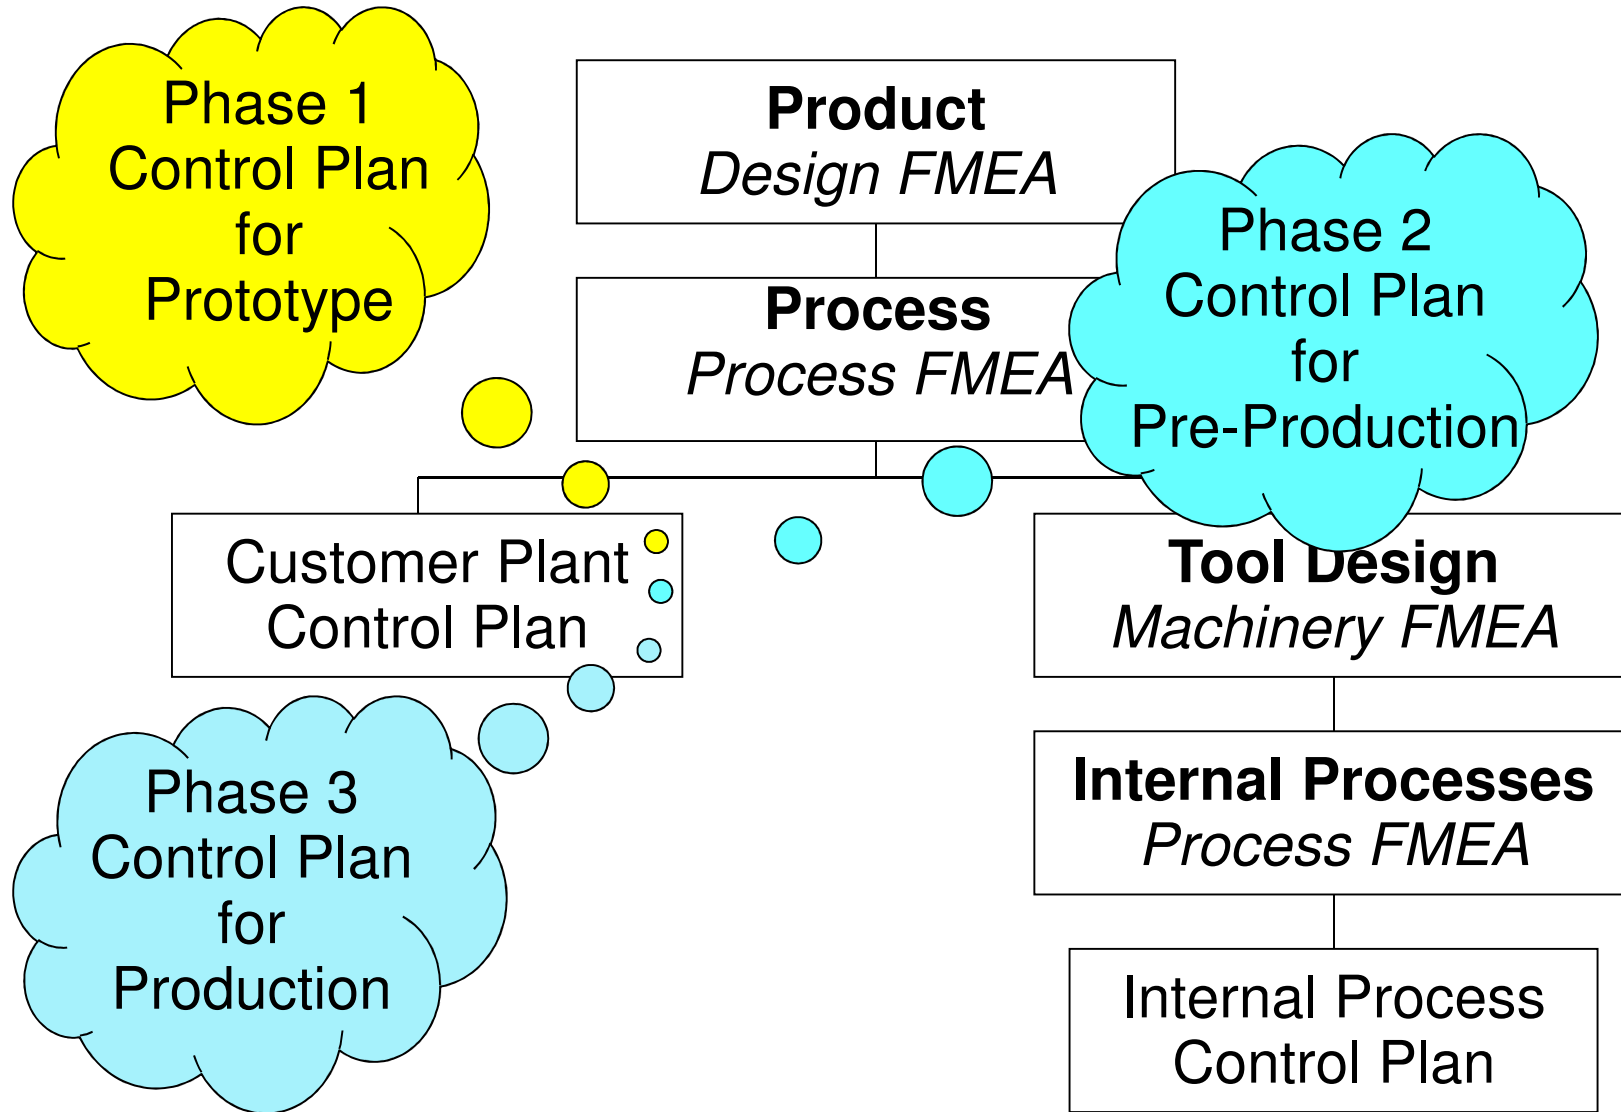 Phase 1
Control Plan
for
Prototype
Product
Design FMEA
Phase 2
Control Plan
for
Pre-Production
Process
Process FMEA
Customer Plant
Control Plan
Tool Design
Machinery FMEA
Phase 3
Control Plan
for
Production
Internal Processes
Process FMEA
Internal Process
Control Plan